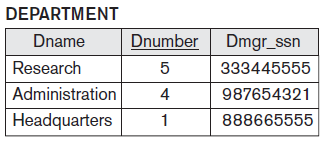 DEPARTMENT
Dname Dnumber Dmgr_ssn
Research 5 333445555
Administration 4 987654321
Headquarters 1 888665555